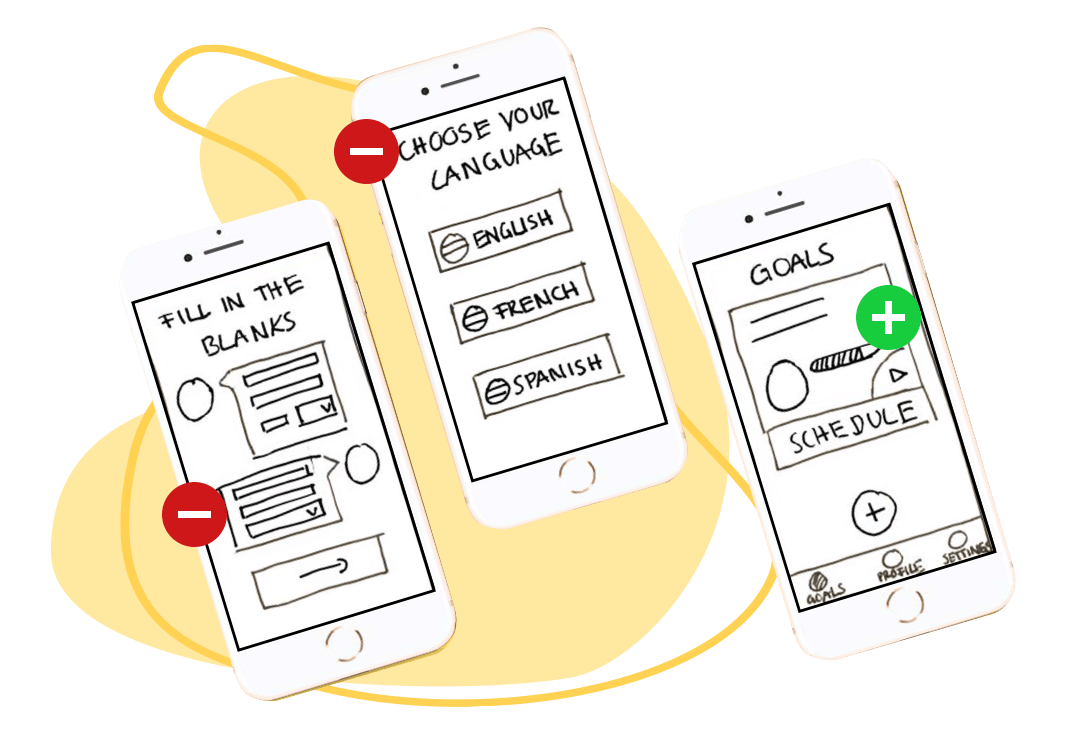 FILL IN THE
BLANKS
CHOOSE YOUR
LANGUAGE
ENGLISH
FRENCH
SPANISH
GOALS
SCHEDULE
GOALS
PROFILE
SETTINGS